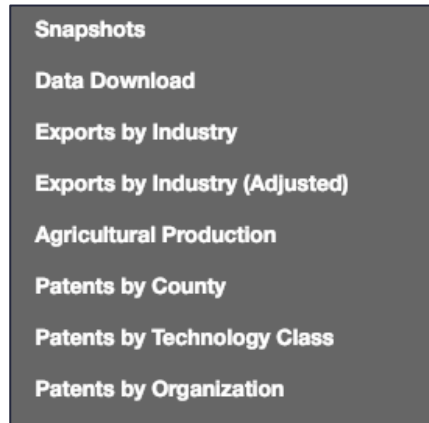 Snapshots
Data Download
Exports by Industry
Exports by Industry (Adjusted)
Agricultural Production
Patents by County
Patents by Technology Class
Patents by Organization